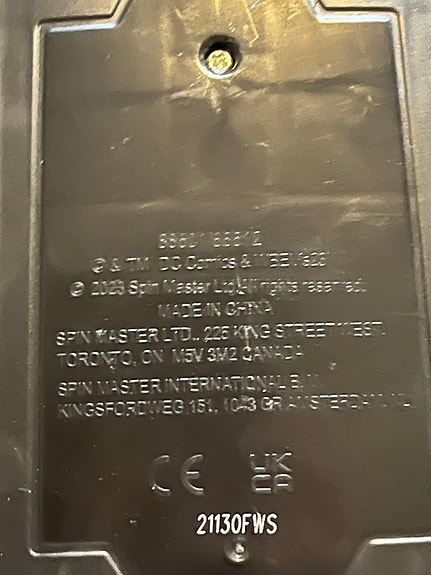 © & TM DC Comics & WBEI
© 2023 Spin Master Ltd. All rights reserved.
MADE IN CHINA
SPIN MASTER LTD., 225 KING STREET WEST,
TORONTO, ON M5V 3M2 CANADA
SPIN MASTER INTERNATIONAL B.V.,
KINGSFORDWEG 151, 1043 GR AMSTERDAM,
CE UK
CA
21130FWS